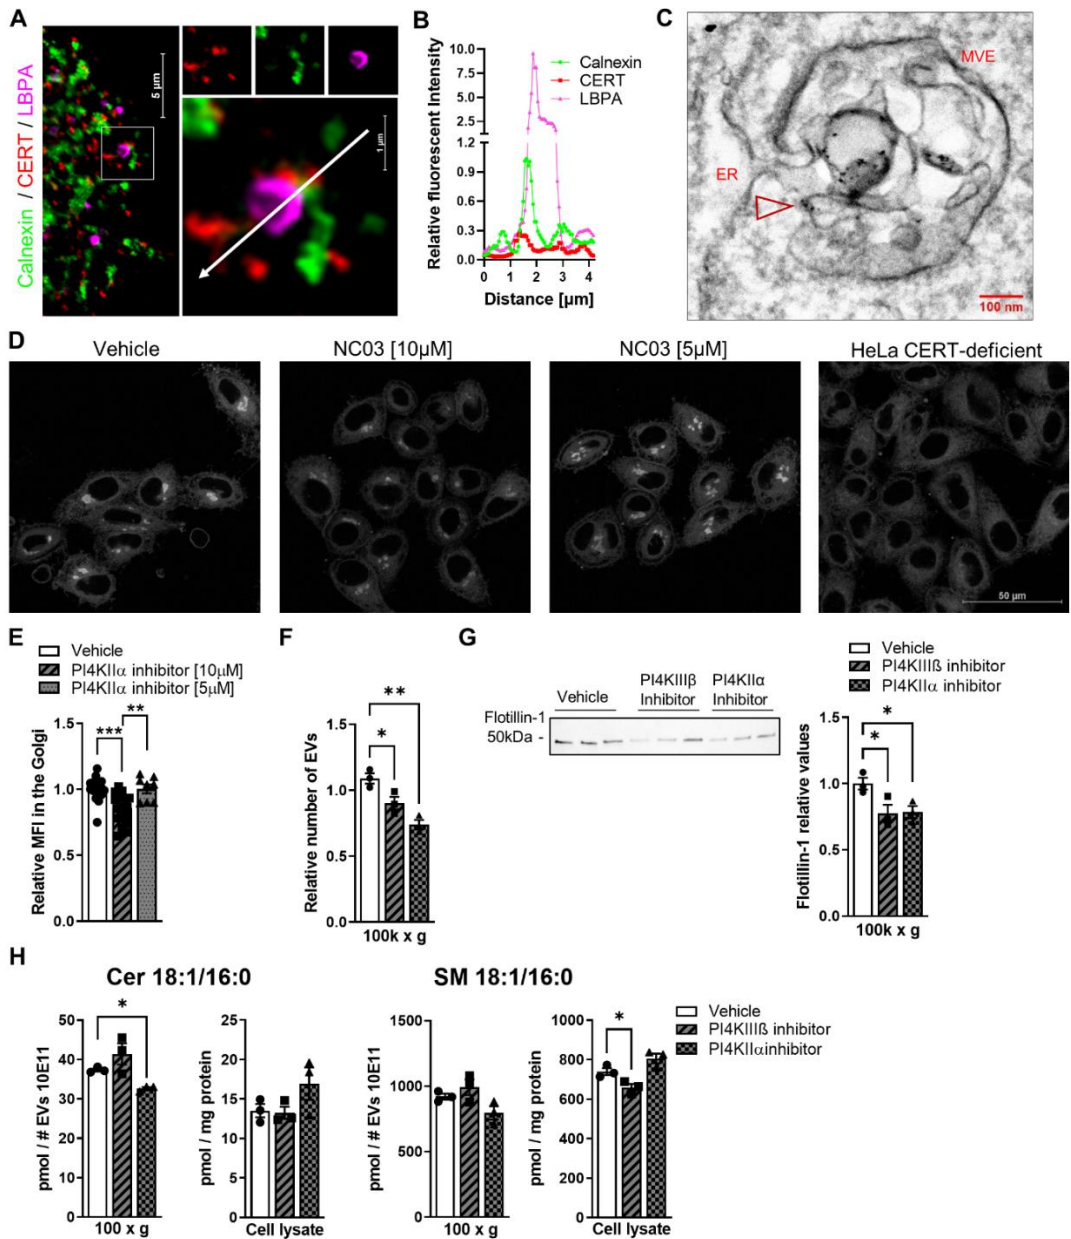 A
Calnexin / CERT / LBPA
5 µm
1 µm
B
Relative fluorescent Intensity
10.0
7.5
5.0
2.5
1.2
0.9
0.6
0.3
0.0
0 1 2 3 4
Distance [µm]
Calnexin
CERT
LBPA
C
MVE
ER
100 nm
D
Vehicle
NC03 [10µM]
NC03 [5µM]
HeLa CERT-deficient
50 µm
E
Vehicle
PI4KIIα inhibitor [10µM]
PI4KIIα inhibitor [5µM]
Relative MFI in the Golgi
1.5
1.0
0.5
0.0
***
**
F
Relative number of EVs
1.5
1.0
0.5
0.0
**
*
100k x g
G
Vehicle
PI4KIIIβ
Inhibitor
PI4KIIα
Inhibitor
Flotillin-1
50kDa -
Vehicle
PI4KIIIß inhibitor
PI4KIIα inhibitor
Flotillin-1 relative values
1.5
1.0
0.5
0.0
*
*
100k x g
H
Cer 18:1/16:0
SM 18:1/16:0
pmol / # EVs 10E11
50
40
30
20
10
0
*
100 x g
pmol / mg protein
25
20
15
10
5
0
Cell lysate
pmol / # EVs 10E11
1500
1000
500
0
100 x g
pmol / mg protein
1000
800
600
400
200
0
*
Cell lysate
Vehicle
PI4KIIIß inhibitor
PI4KIIαinhibitor